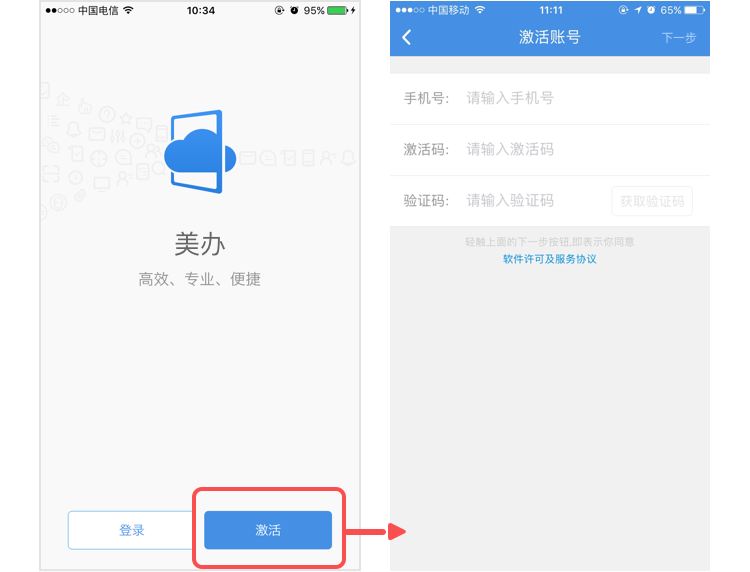 中国电信 10:34 95%
美办
高效、专业、便捷
登录 激活
中国移动 11:11 65%
激活账号 下一步
手机号: 请输入手机号
激活码: 请输入激活码
验证码: 请输入验证码 获取验证码
轻触上面的下一步按钮,即表示你同意
软件许可及服务协议